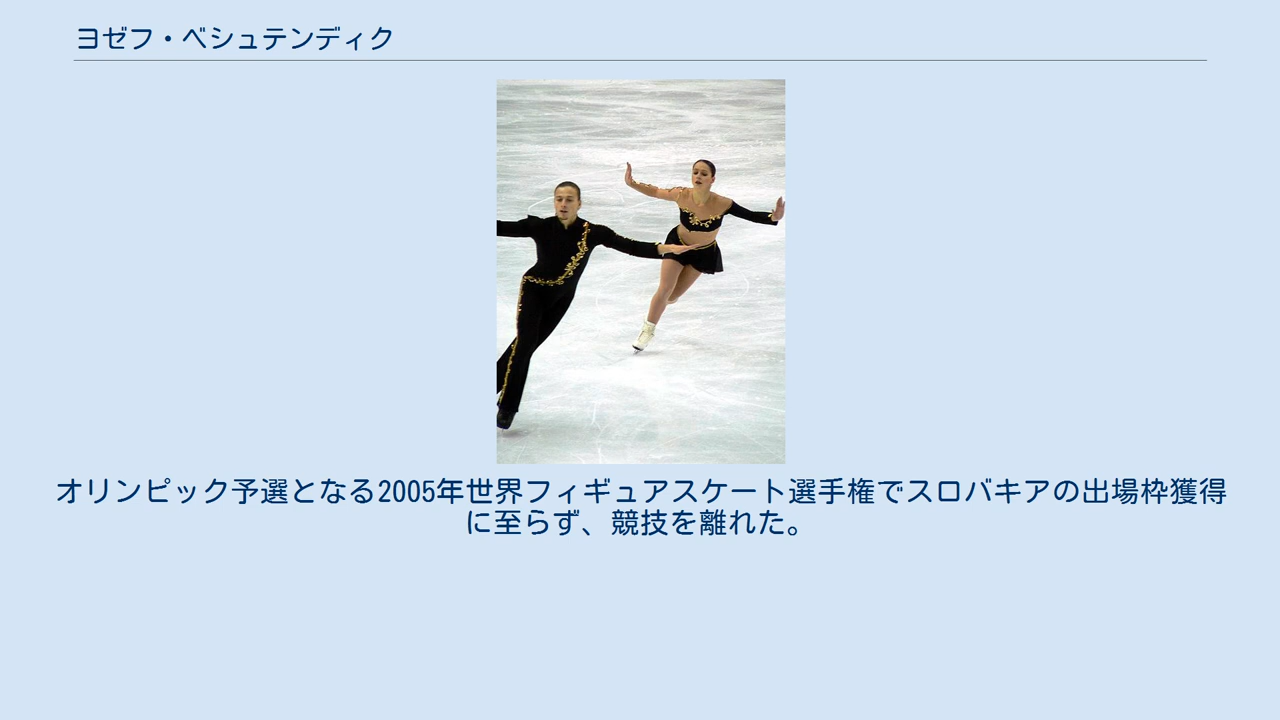 ヨゼフ・ベシュテンディク
オリンピック予選となる2005年世界フィギュアスケート選手権でスロバキアの出場枠獲得
に至らず、競技を離れた。